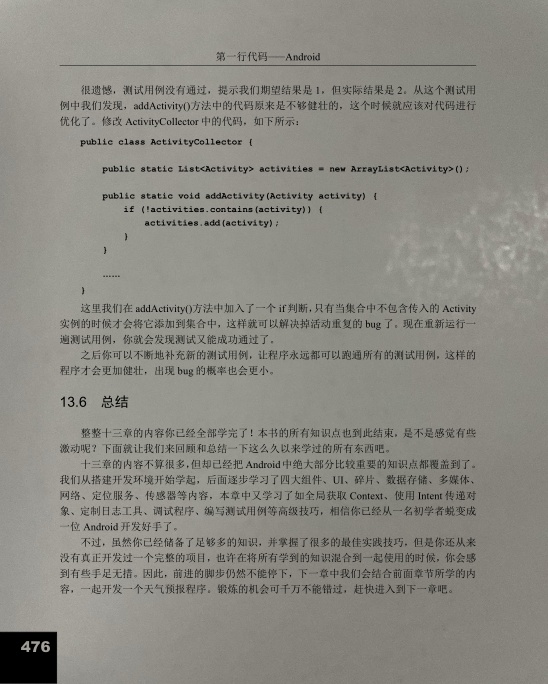 第一行代码——Android
很遗憾，测试用例没有通过，提示我们期望结果是 1，但实际结果是 2。从这个测试用
例中我们发现，addActivity()方法中的代码原来是不够健壮的，这个时候就应该对代码进行
优化了。修改 ActivityCollector 中的代码，如下所示：
public class ActivityCollector {
public static List<Activity> activities = new ArrayList<Activity>();
public static void addActivity(Activity activity) {
if (!activities.contains(activity)) {
activities.add(activity);
}
}
……
}
这里我们在 addActivity()方法中加入了一个 if 判断，只有当集合中不包含传入的 Activity
实例的时候才会将它添加到集合中，这样就可以解决掉活动重复的 bug 了。现在重新运行一
遍测试用例，你就会发现测试又能成功通过了。
之后你可以不断地补充新的测试用例，让程序永远都可以跑通所有的测试用例，这样的
程序才会更加健壮，出现 bug 的概率也会更小。
13.6 总结
整整十三章的内容你已经全部学完了！本书的所有知识点也到此结束，是不是感觉有些
激动呢？下面就让我们来回顾和总结一下这么久以来学过的所有东西吧。
十三章的内容不算很多，但却已经把 Android 中绝大部分比较重要的知识点都覆盖到了。
我们从搭建开发环境开始学起，后面逐步学习了四大组件、UI、碎片、数据存储、多媒体、
网络、定位服务、传感器等内容，本章中又学习了如全局获取 Context、使用 Intent 传递对
象、定制日志工具、调试程序、编写测试用例等高级技巧，相信你已经从一名初学者蜕变成
一位 Android 开发好手了。
不过，虽然你已经储备了足够多的知识，并掌握了很多的最佳实践技巧，但是你还从来
没有真正开发过一个完整的项目，也许在将所有学到的知识混合到一起使用的时候，你会感
到有些手足无措。因此，前进的脚步仍然不能停下，下一章中我们会结合前面章节所学的内
容，一起开发一个天气预报程序。锻炼的机会可千万不能错过，赶快进入到下一章吧。
476